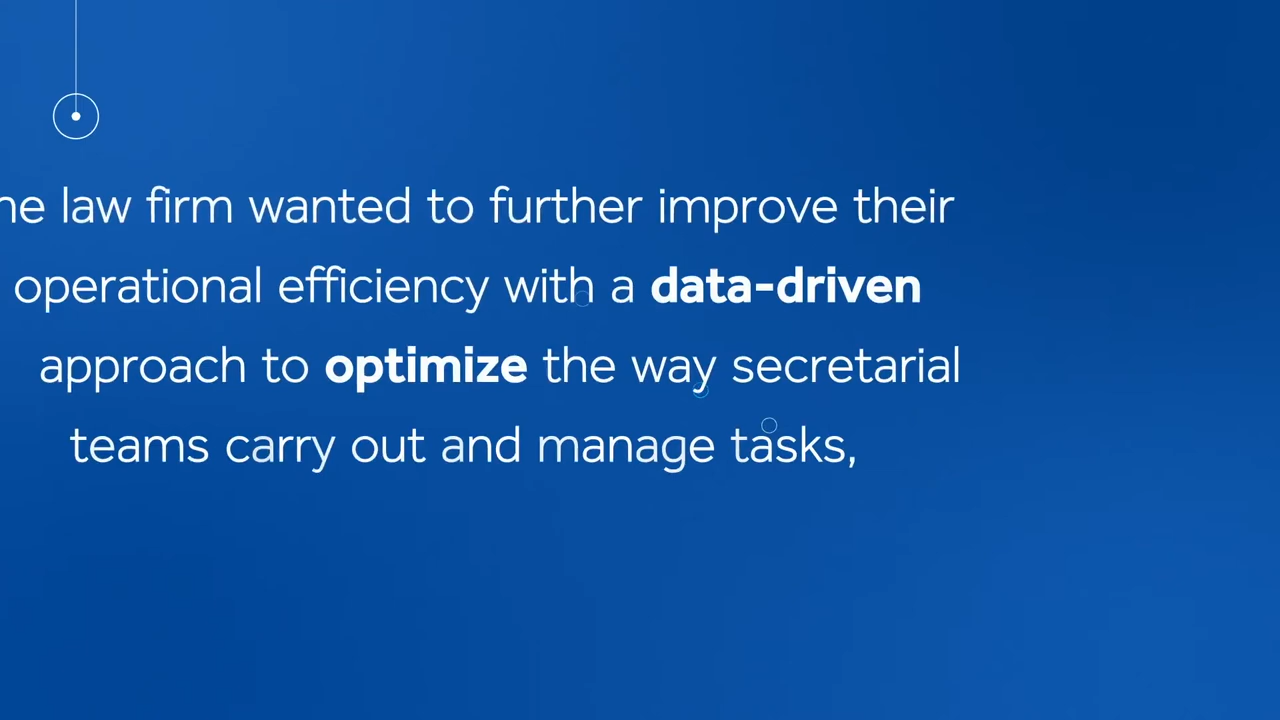 he law firm wanted to further improve their
operational efficiency with a data-driven
approach to optimize the way secretarial
teams carry out and manage tasks,